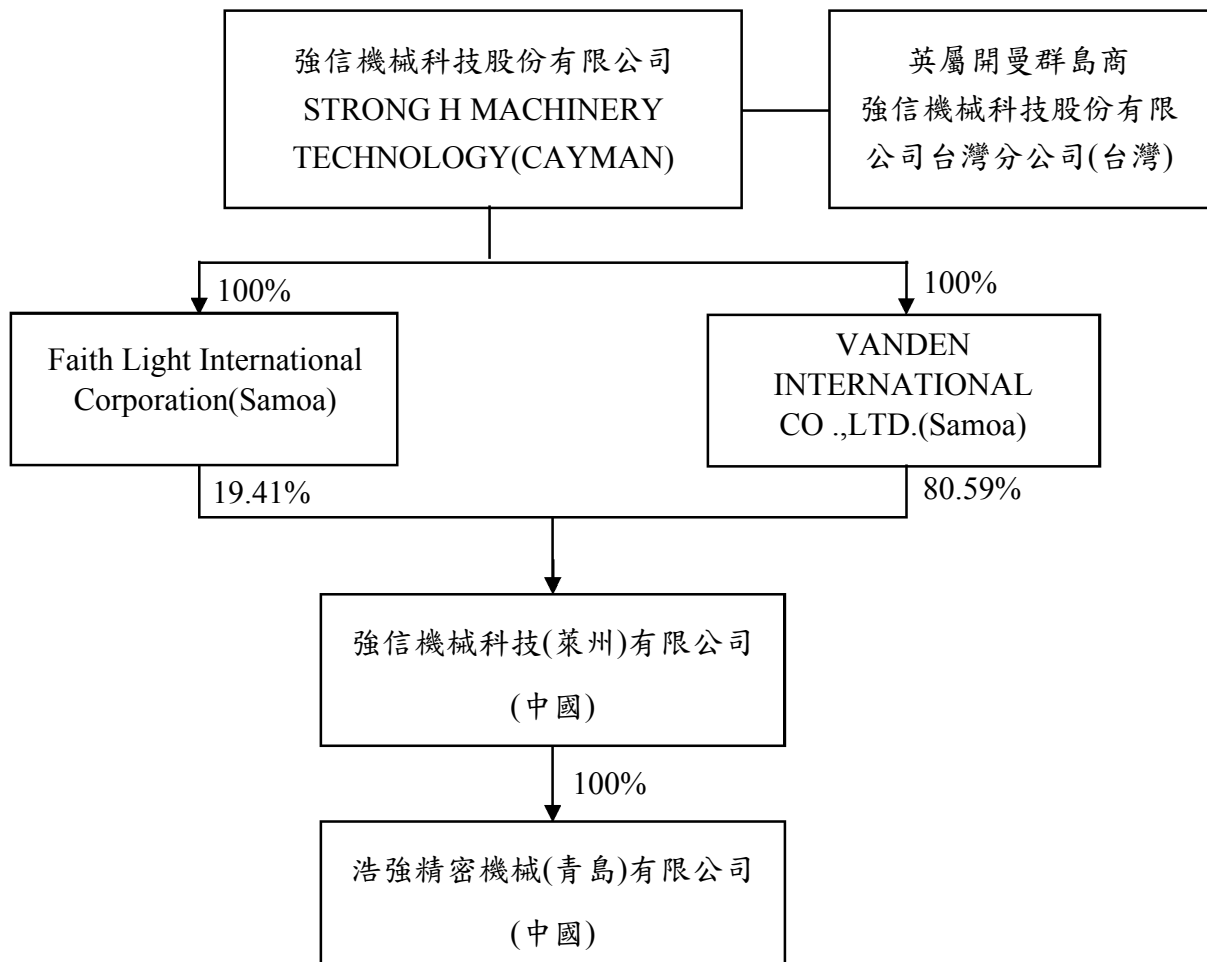 強信機械科技股份有限公司
STRONG H MACHINERY
TECHNOLOGY(CAYMAN)
英屬開曼群島商
強信機械科技股份有限
公司台灣分公司(台灣)
100%
100%
Faith Light International
Corporation(Samoa)
VANDEN
INTERNATIONAL
CO .,LTD.(Samoa)
19.41%
80.59%
強信機械科技(萊州)有限公司
(中國)
100%
浩強精密機械(青島)有限公司
(中國)